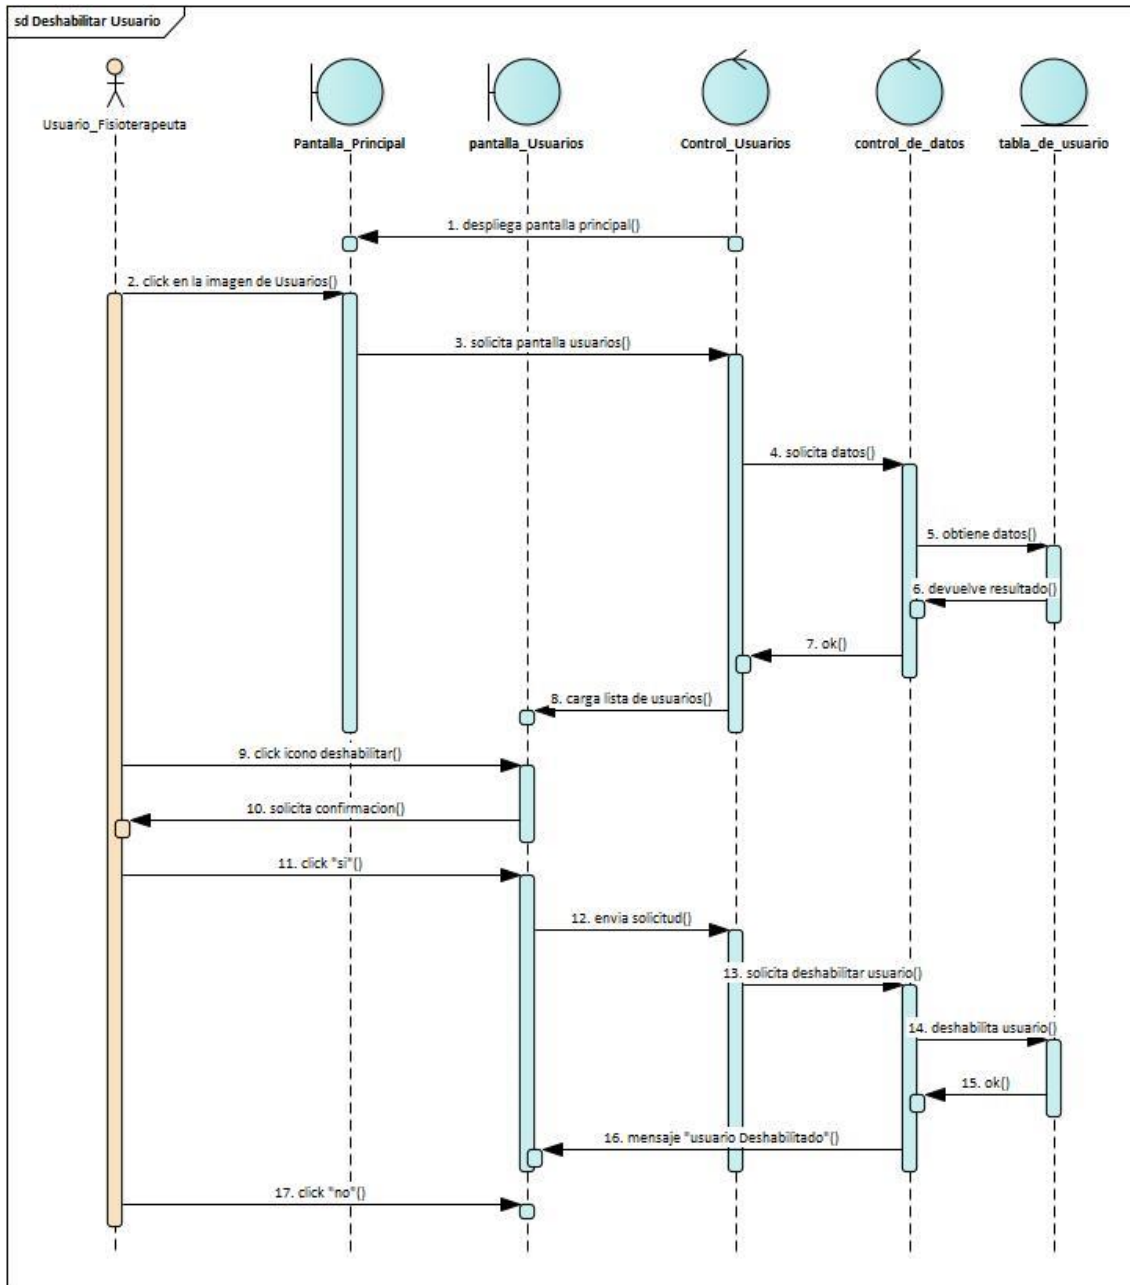 sd Deshabilitar Usuario
Usuario_Fisioterapeuta
Pantalla_Principal
pantalla_Usuarios
Control_Usuarios
control_de_datos
tabla_de_usuario
1. despliega pantalla principal()
2. click en la imagen de Usuarios()
3. solicita pantalla usuarios()
4. solicita datos()
5. obtiene datos()
6. devuelve resultado()
7. ok()
8. carga lista de usuarios()
9. click icono deshabilitar()
10. solicita confirmacion()
11. click "si"()
12. envia solicitud()
13. solicita deshabilitar usuario()
14. deshabilita usuario()
15. ok()
16. mensaje "usuario Deshabilitado"()
17. click "no"()